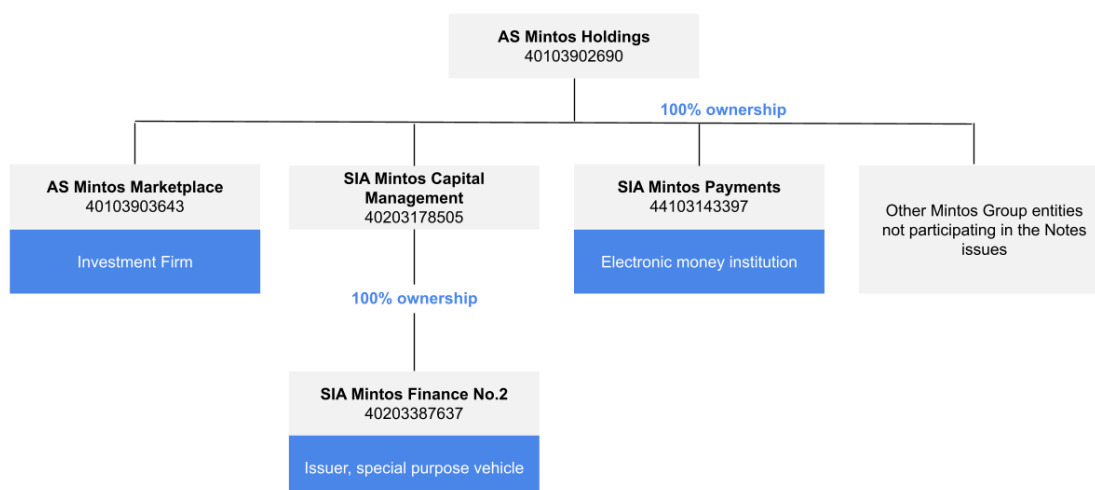 AS Mintos Holdings
40103902690
100% ownership
AS Mintos Marketplace
40103903643
Investment Firm
SIA Mintos Capital
Management
40203178505
SIA Mintos Payments
44103143397
Electronic money institution
Other Mintos Group entities
not participating in the Notes
issues
100% ownership
SIA Mintos Finance No.2
40203387637
Issuer, special purpose vehicle